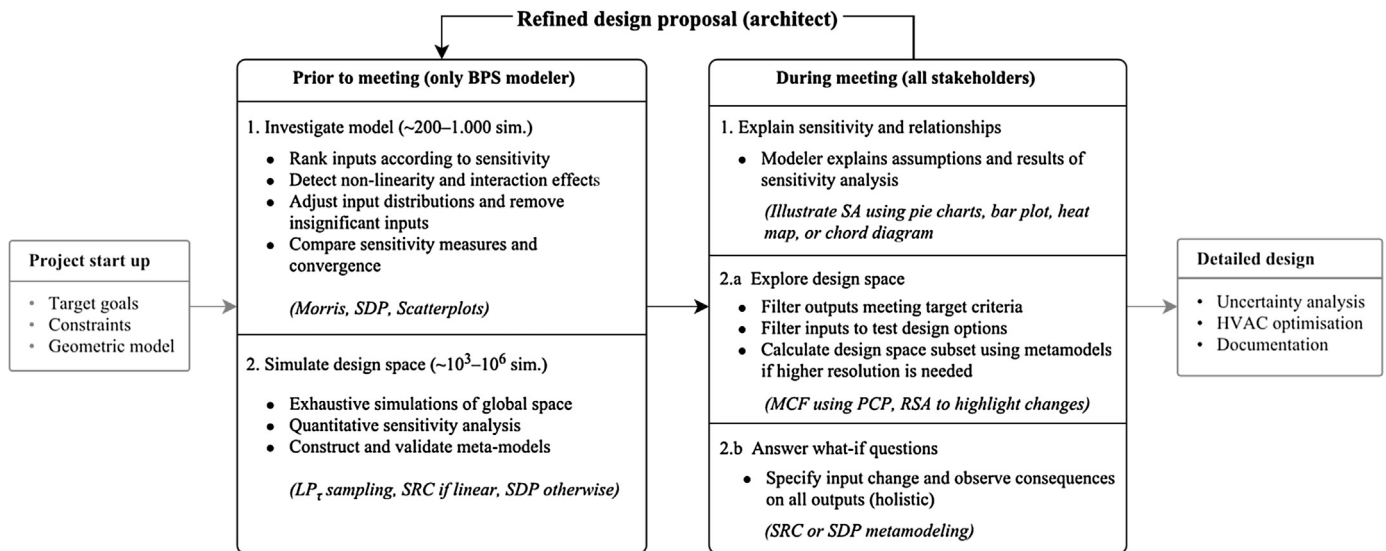 Refined design proposal (architect)
Project start up
• Target goals
• Constraints
• Geometric model
Prior to meeting (only BPS modeler)
1. Investigate model (~200–1.000 sim.)
• Rank inputs according to sensitivity
• Detect non-linearity and interaction effects
• Adjust input distributions and remove
insignificant inputs
• Compare sensitivity measures and
convergence
(Morris, SDP, Scatterplots)
2. Simulate design space (~10³–10⁶ sim.)
• Exhaustive simulations of global space
• Quantitative sensitivity analysis
• Construct and validate meta-models
(LPτ sampling, SRC if linear, SDP otherwise)
During meeting (all stakeholders)
1. Explain sensitivity and relationships
• Modeler explains assumptions and results of
sensitivity analysis
(Illustrate SA using pie charts, bar plot, heat
map, or chord diagram
2.a Explore design space
• Filter outputs meeting target criteria
• Filter inputs to test design options
• Calculate design space subset using metamodels
if higher resolution is needed
(MCF using PCP, RSA to highlight changes)
2.b Answer what-if questions
• Specify input change and observe consequences
on all outputs (holistic)
(SRC or SDP metamodeling)
Detailed design
• Uncertainty analysis
• HVAC optimisation
• Documentation